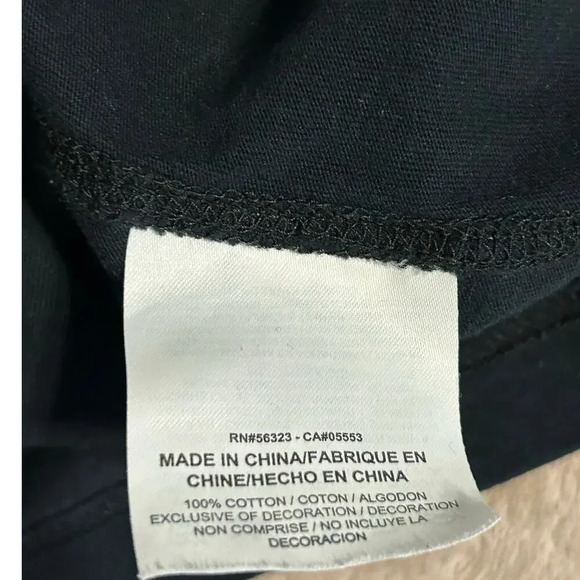 RN#56323 - CA#05553
MADE IN CHINA/FABRIQUE EN
CHINE/HECHO EN CHINA
100% COTTON / COTON / ALGODON
EXCLUSIVE OF DECORATION / DECORATION
NON COMPRISE / NO INCLUYE LA
DECORACION